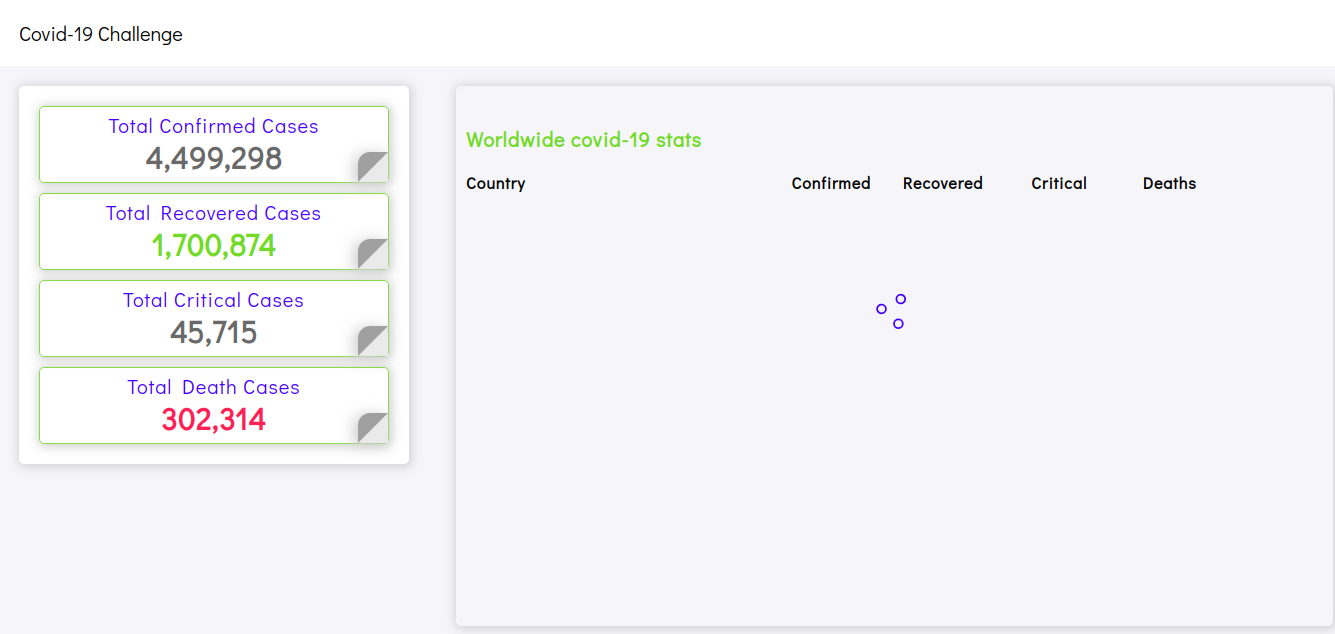 Covid-19 Challenge
Total Confirmed Cases
4,499,298
Total Recovered Cases
1,700,874
Total Critical Cases
45,715
Total Death Cases
302,314
Worldwide covid-19 stats
Country Confirmed Recovered Critical Deaths